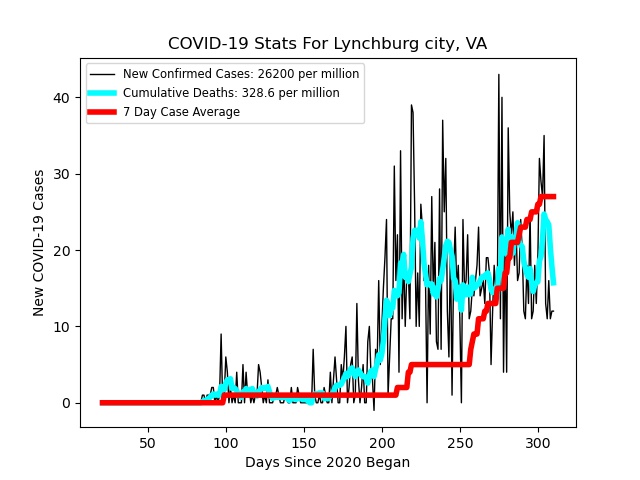 COVID-19 Stats For Lynchburg city, VA
New Confirmed Cases: 26200 per million
Cumulative Deaths: 328.6 per million
7 Day Case Average
New COVID-19 Cases
40
30
20
10
0
50 100 150 200 250 300
Days Since 2020 Began